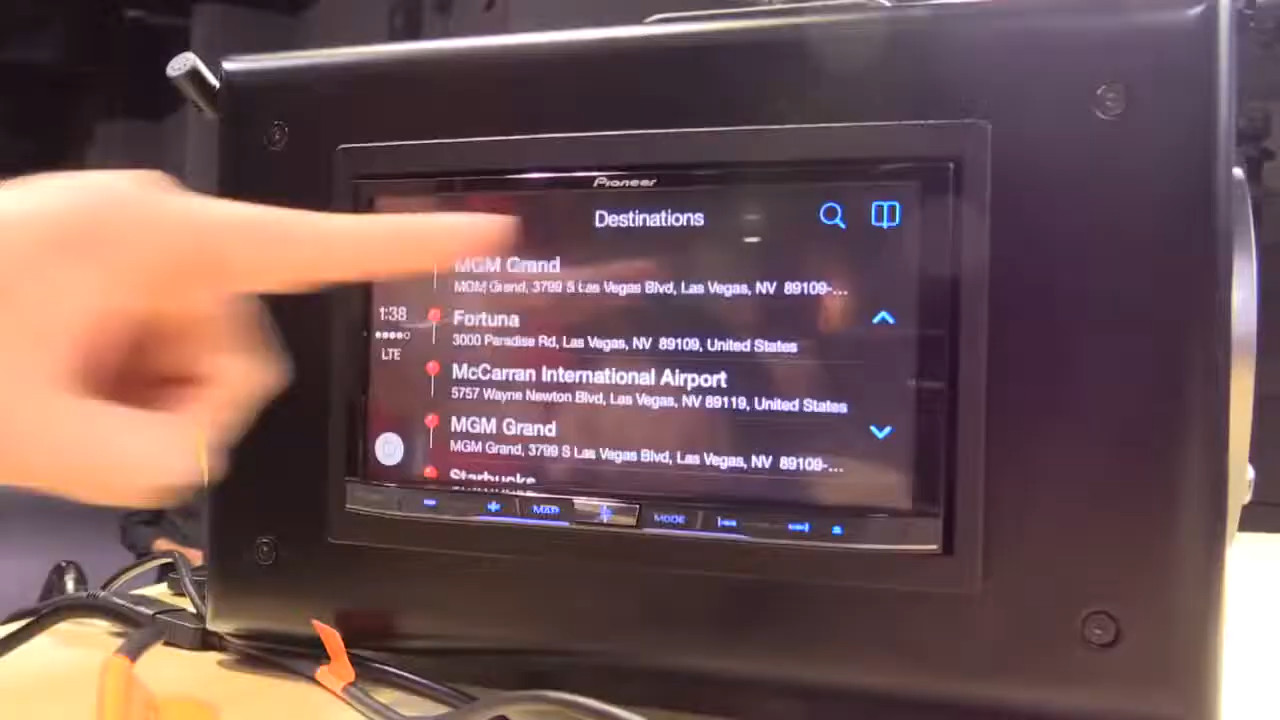 Pioneer
Destinations
MGM Grand
MGM Grand, 3799 S Las Vegas Blvd, Las Vegas, NV 89109-...
1:38
LTE
Fortuna
3000 Paradise Rd, Las Vegas, NV 89109, United States
McCarran International Airport
5757 Wayne Newton Blvd, Las Vegas, NV 89119, United States
MGM Grand
MGM Grand, 3799 S Las Vegas Blvd, Las Vegas, NV 89109-...
Starbucks
MAP
MODE